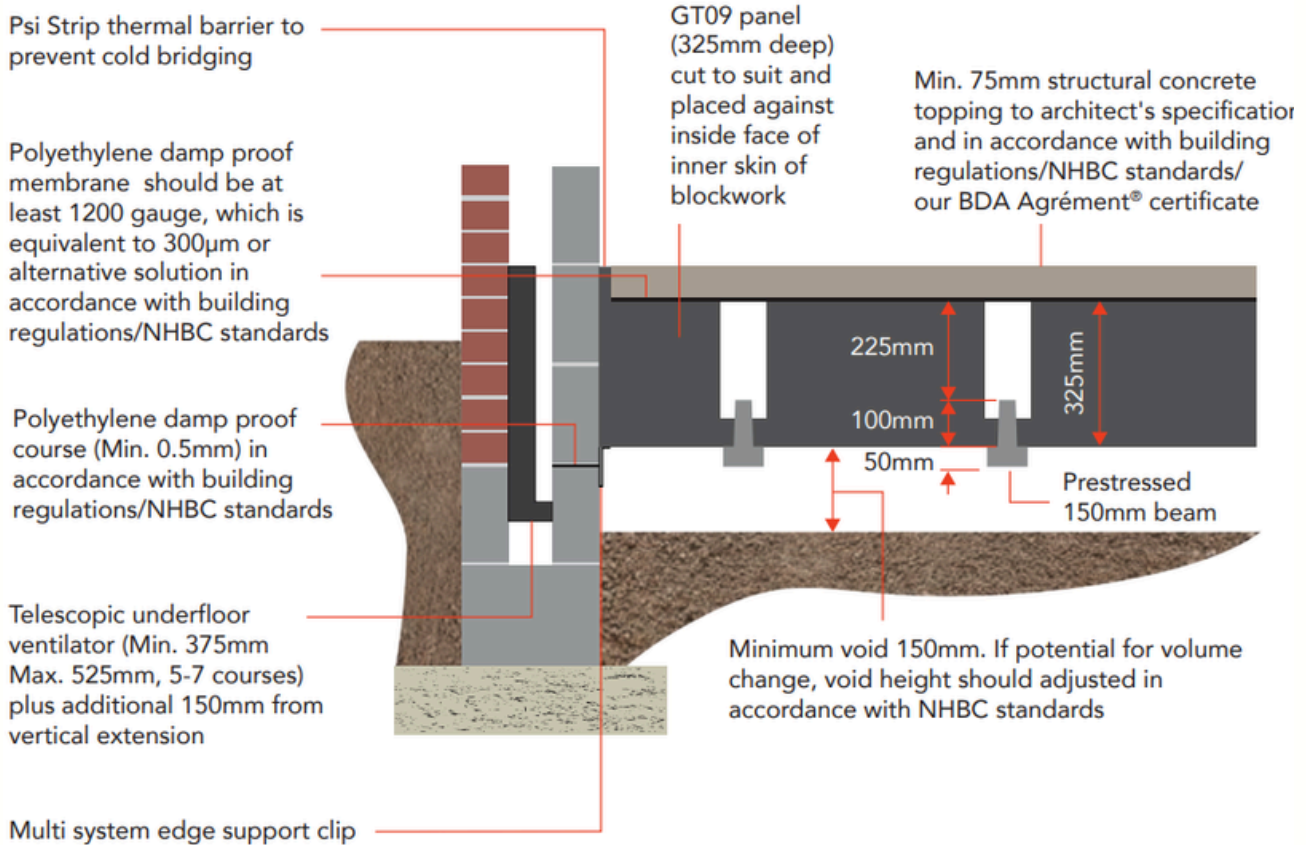 Psi Strip thermal barrier to
prevent cold bridging
Polyethylene damp proof
membrane should be at
least 1200 gauge, which is
equivalent to 300µm or
alternative solution in
accordance with building
regulations/NHBC standards
Polyethylene damp proof
course (Min. 0.5mm) in
accordance with building
regulations/NHBC standards
Telescopic underfloor
ventilator (Min. 375mm
Max. 525mm, 5-7 courses)
plus additional 150mm from
vertical extension
Multi system edge support clip
GT09 panel
(325mm deep)
cut to suit and
placed against
inside face of
inner skin of
blockwork
Min. 75mm structural concrete
topping to architect's specification
and in accordance with building
regulations/NHBC standards/
our BDA Agrément® certificate
225mm
100mm
50mm
325mm
Prestressed
150mm beam
Minimum void 150mm. If potential for volume
change, void height should adjusted in
accordance with NHBC standards